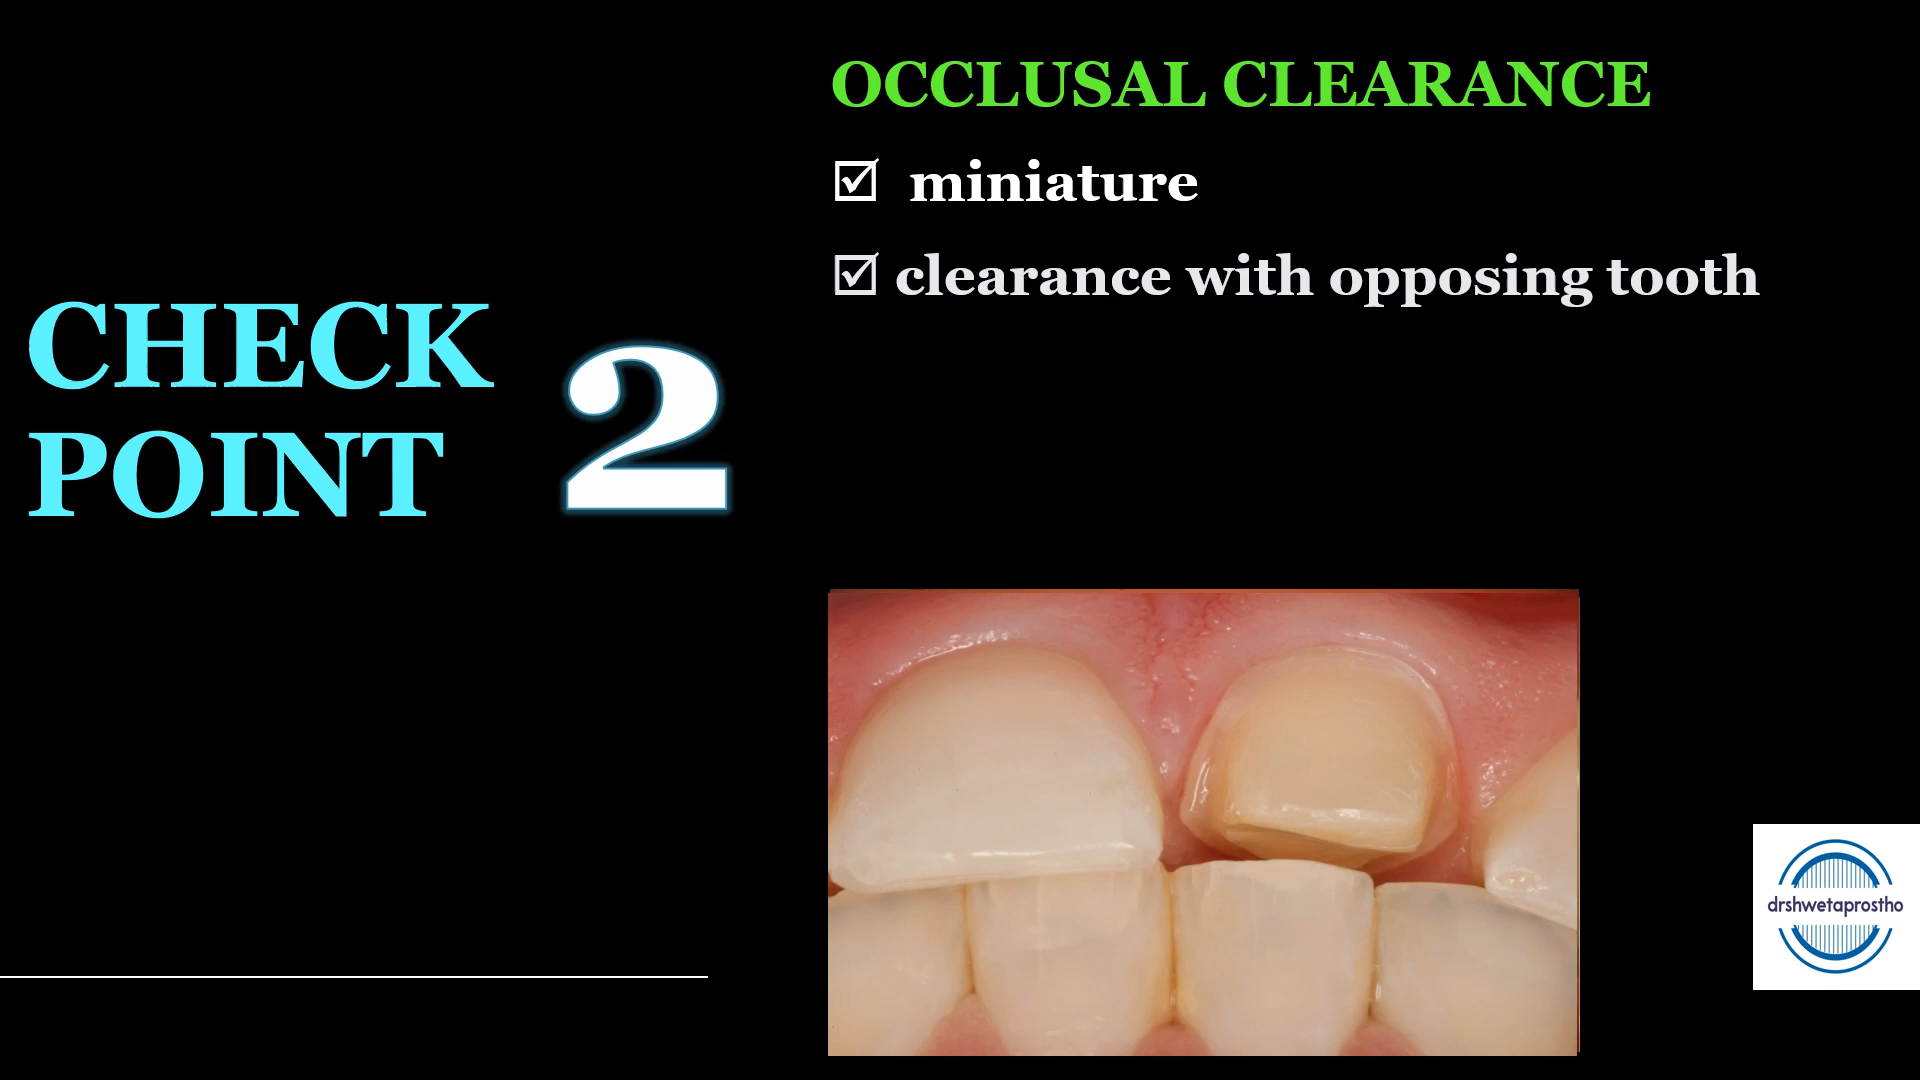 CHECK
POINT
2
OCCLUSAL CLEARANCE
☑ miniature
☑ clearance with opposing tooth
drshwetaprostho